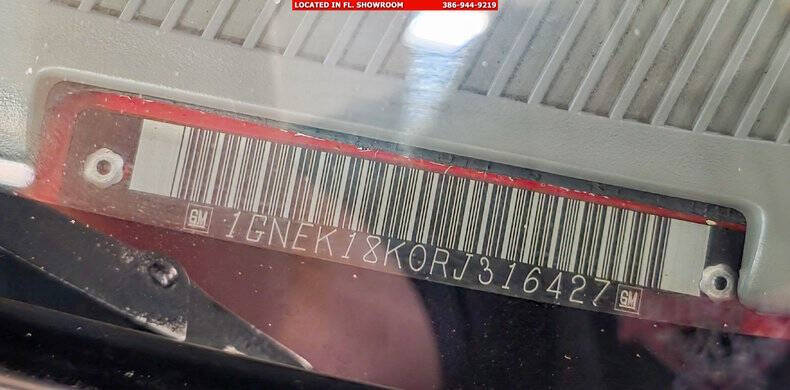 LOCATED IN FL. SHOWROOM 386-944-9219
GM 1GNEK18K0RJ316427 GM